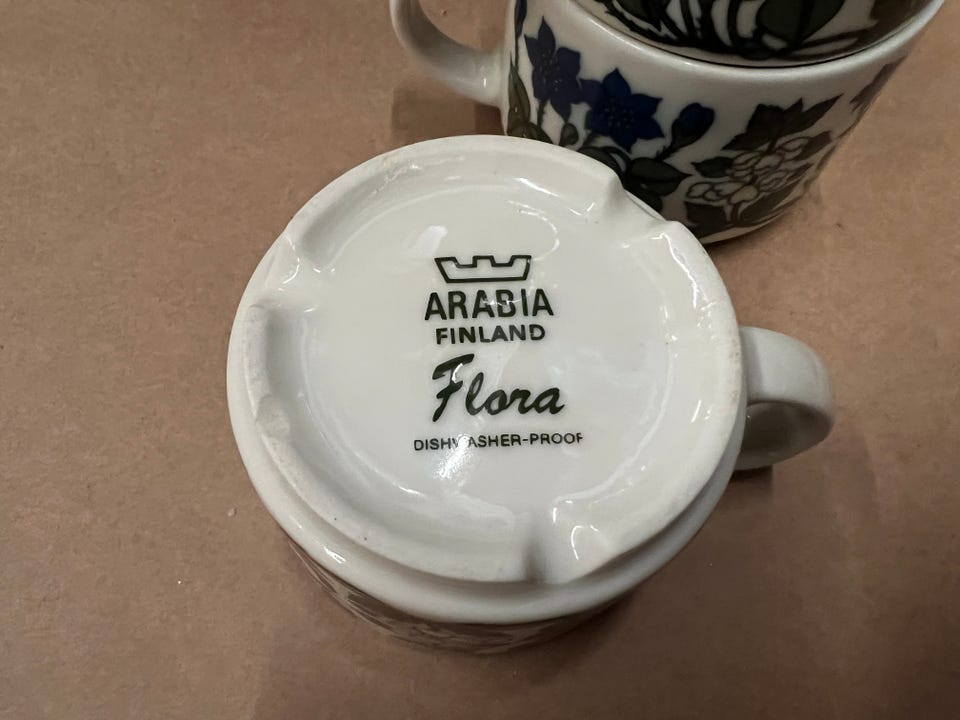 ARABIA
FINLAND
Flora
DISHWASHER-PROOF